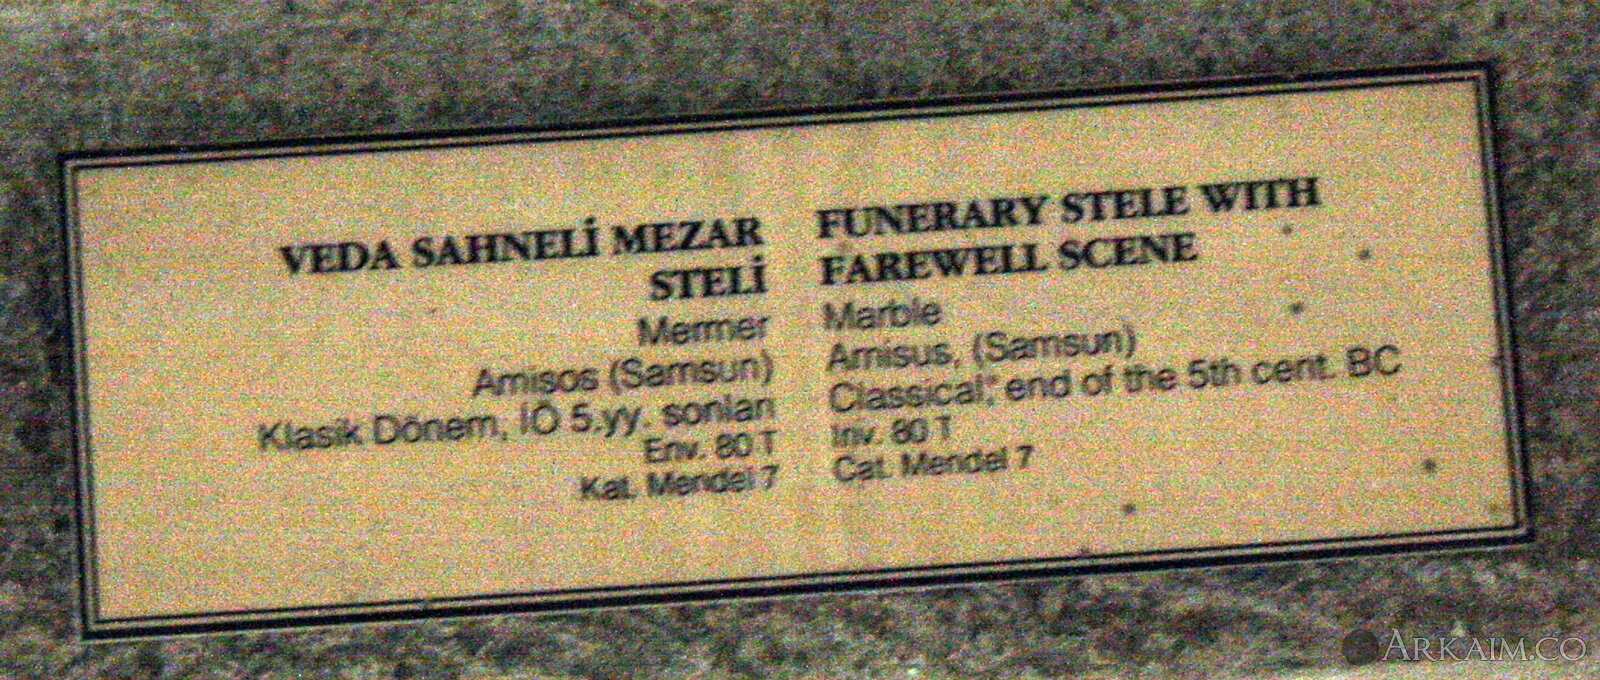 VEDA SAHNELİ MEZAR
STELİ
Mermer
Amisos (Samsun)
Klasik Dönem, İÖ 5.yy. sonları
Env. 80 T
Kat. Mendel 7
FUNERARY STELE WITH
FAREWELL SCENE
Marble
Amisus, (Samsun)
Classical; end of the 5th cent. BC
Inv. 80 T
Cat. Mendel 7
ARKAIM.CO